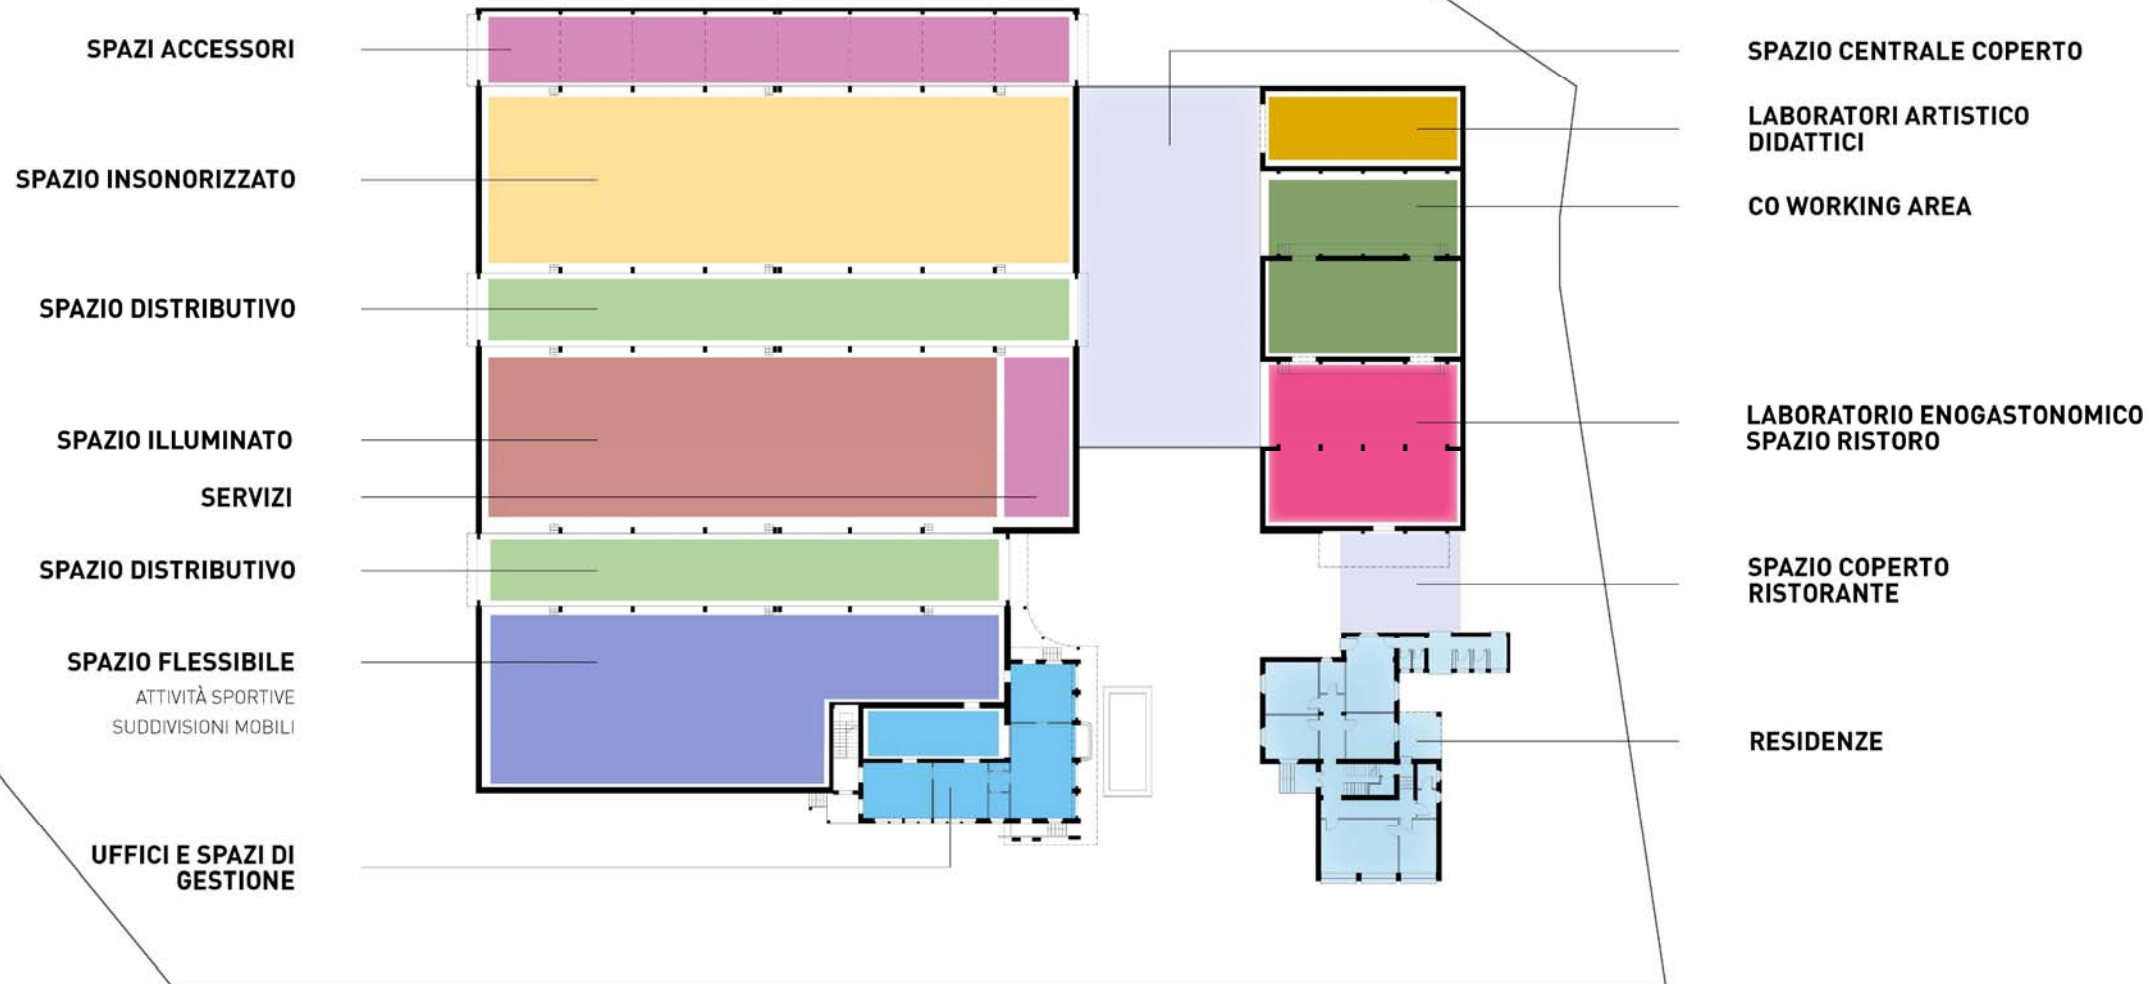 SPAZI ACCESSORI
SPAZIO INSONORIZZATO
SPAZIO DISTRIBUTIVO
SPAZIO ILLUMINATO
SERVIZI
SPAZIO DISTRIBUTIVO
SPAZIO FLESSIBILE
ATTIVITÀ SPORTIVE
SUDDIVISIONI MOBILI
UFFICI E SPAZI DI
GESTIONE
SPAZIO CENTRALE COPERTO
LABORATORI ARTISTICO
DIDATTICI
CO WORKING AREA
LABORATORIO ENOGASTONOMICO
SPAZIO RISTORO
SPAZIO COPERTO
RISTORANTE
RESIDENZE